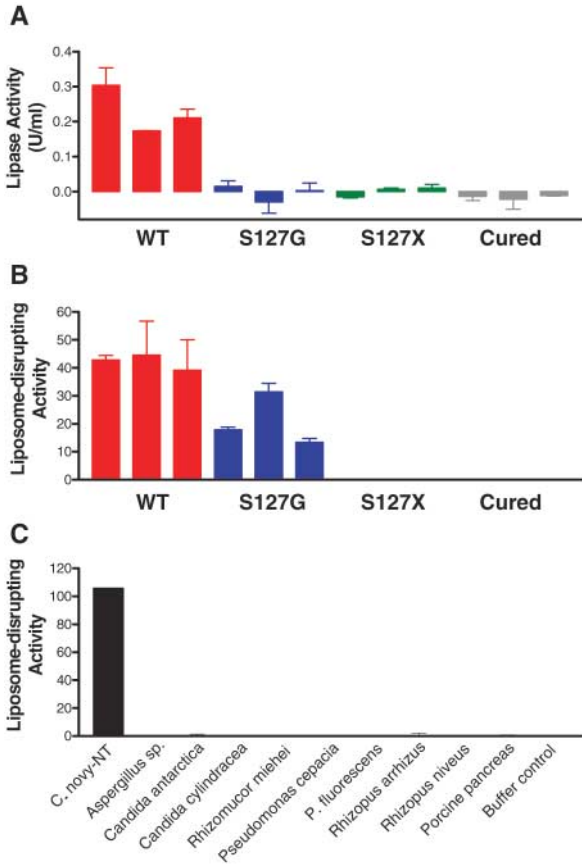 A
Lipase Activity
(U/ml)
0.4
0.3
0.2
0.1
0.0
WT S127G S127X Cured
B
Liposome-disrupting
Activity
60
50
40
30
20
10
0
WT S127G S127X Cured
C
Liposome-disrupting
Activity
120
100
80
60
40
20
0
C. novy-NT
Aspergillus sp.
Candida antarctica
Candida cylindracea
Rhizomucor miehei
Pseudomonas cepacia
P. fluorescens
Rhizopus arrhizus
Rhizopus niveus
Porcine pancreas
Buffer control